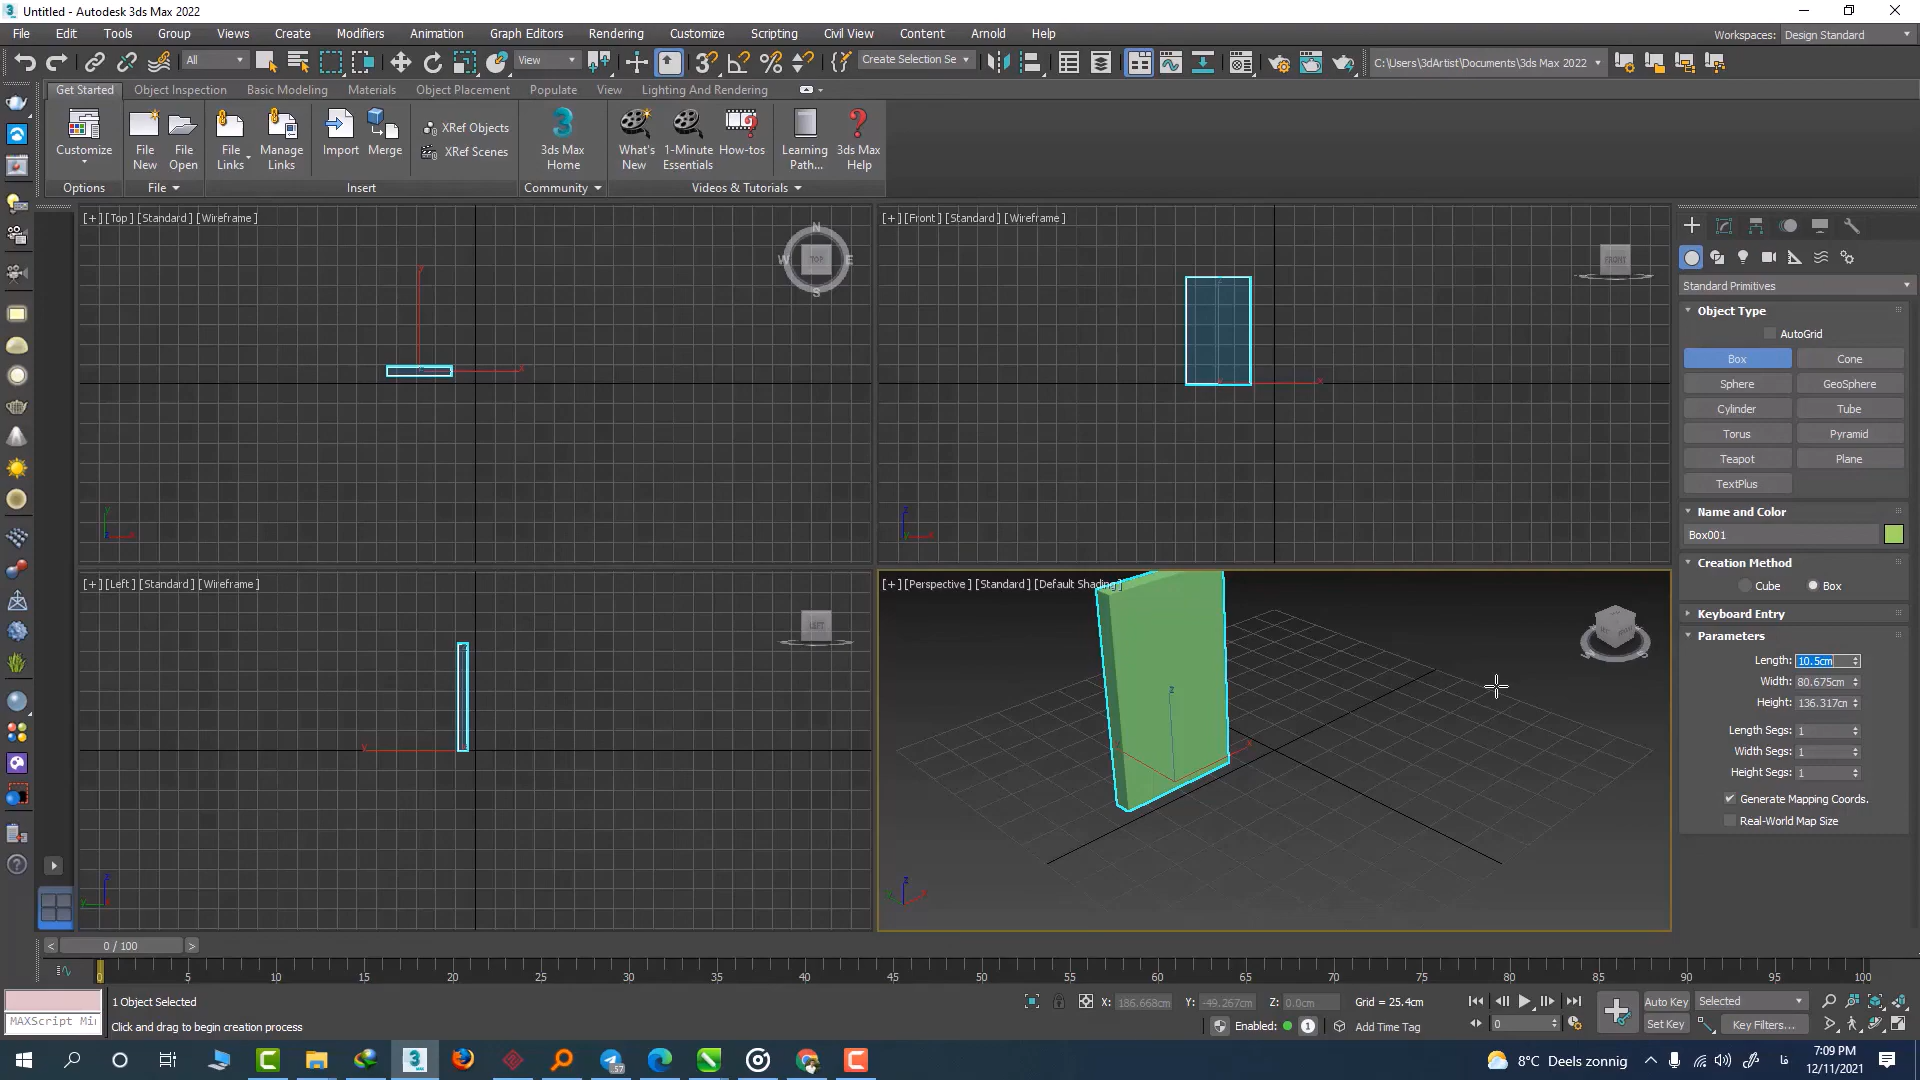 Untitled - Autodesk 3ds Max 2022
File Edit Tools Group Views Create Modifiers Animation Graph Editors Rendering Customize Scripting Civil View Content Arnold Help
Workspaces: Design Standard
All View Create Selection Se C:\Users\3dArtist\Documents\3ds Max 2022
Get Started Object Inspection Basic Modeling Materials Object Placement Populate View Lighting And Rendering
Customize
File New
File Open
File Links
Manage Links
Import
Merge
XRef Objects
XRef Scenes
3ds Max Home
What's New
1-Minute Essentials
How-tos
Learning Path...
3ds Max Help
Options File Insert Community Videos & Tutorials
[+] [Top] [Standard] [Wireframe]
N
W TOP E
S
[+] [Front] [Standard] [Wireframe]
FRONT
[+] [Left] [Standard] [Wireframe]
LEFT
[+] [Perspective] [Standard] [Default Shading]
Standard Primitives
Object Type
AutoGrid
Box Cone
Sphere GeoSphere
Cylinder Tube
Torus Pyramid
Teapot Plane
TextPlus
Name and Color
Box001
Creation Method
Cube Box
Keyboard Entry
Parameters
Length: 10.5cm
Width: 80.675cm
Height: 136.317cm
Length Segs: 1
Width Segs: 1
Height Segs: 1
Generate Mapping Coords.
Real-World Map Size
0 / 100
0 5 10 15 20 25 30 35 40 45 50 55 60 65 70 75 80 85 90 95 100
1 Object Selected
X: 186.668cm Y: -49.267cm Z: 0.0cm Grid = 25.4cm
Auto Key Selected
MAXScript Mi
Click and drag to begin creation process
Enabled: 1 Add Time Tag
0
Set Key Key Filters...
57
8°C Deels zonnig
فا
7:09 PM
12/11/2021